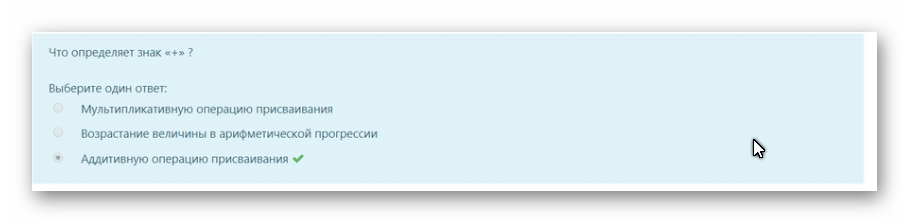 Что определяет знак «+» ?
Выберите один ответ:
Мультипликативную операцию присваивания
Возрастание величины в арифметической прогрессии
Аддитивную операцию присваивания